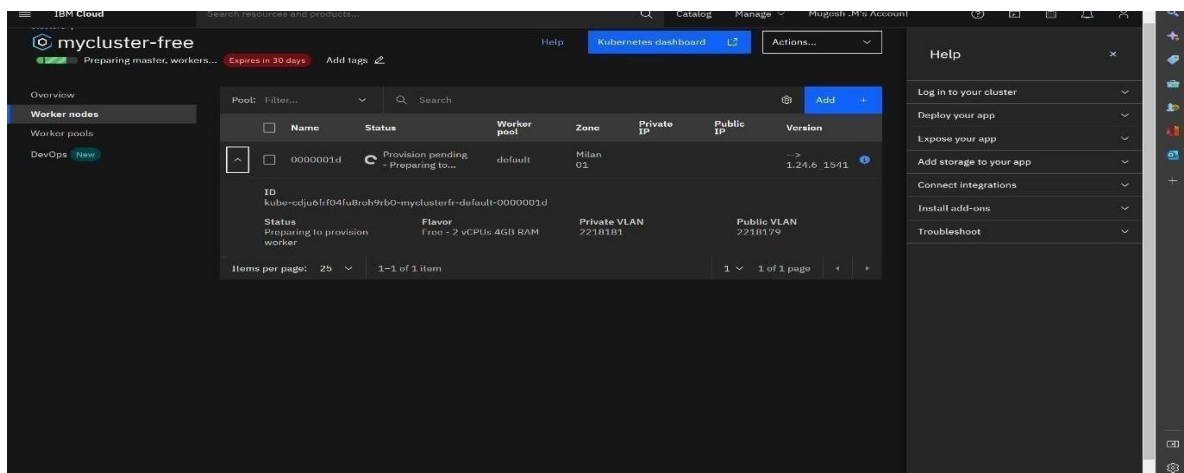 IBM Cloud
Search resources and products...
Catalog
Manage
Mugosh .M's Account
mycluster-free
Preparing master, workers...
Expires in 30 days
Add tags
Help
Kubernetes dashboard
Actions...
Overview
Worker nodes
Worker pools
DevOps New
Pool: Filter...
Search
Add +
Name
Status
Worker pool
Zone
Private IP
Public IP
Version
0000001d
Provision pending
- Preparing to...
default
Milan
01
-->
1.24.6_1541
ID
Status
Preparing to provision
worker
Flavor
Free - 2 vCPUs 4GB RAM
Private VLAN
2218181
Public VLAN
2218179
Items per page: 25
1–1 of 1 item
1
1 of 1 page
Help
Log in to your cluster
Deploy your app
Expose your app
Add storage to your app
Connect integrations
Install add-ons
Troubleshoot